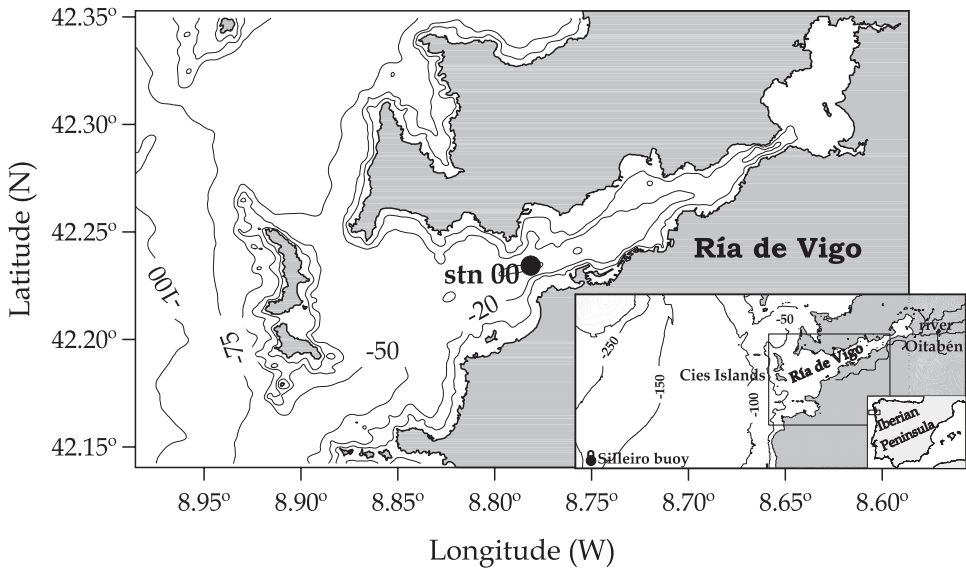 42.35º
42.30º
42.25º
42.20º
42.15º
Latitude (N)
-100
-75
-50
-20
stn 00
Ría de Vigo
-250
-150
-100
-50
Cies Islands
Ría de Vigo
river
Oitabén
Silleiro buoy
Iberian
Peninsula
8.95º
8.90º
8.85º
8.80º
8.75º
8.70º
8.65º
8.60º
Longitude (W)